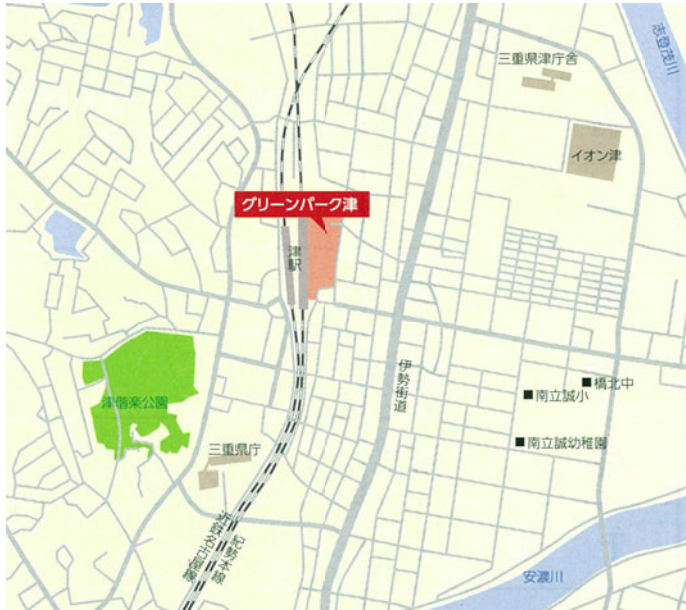 志登茂川
三重県津庁舎
イオン津
グリーンパーク津
津駅
伊勢街道
橋北中
南立誠小
津偕楽公園
南立誠幼稚園
三重県庁
紀勢本線
近鉄名古屋線
安濃川